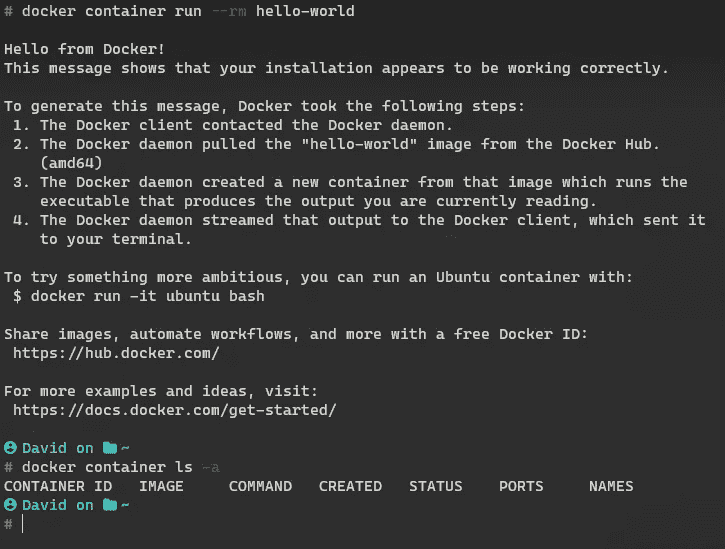 # docker container run --rm hello-world
Hello from Docker!
This message shows that your installation appears to be working correctly.
To generate this message, Docker took the following steps:
1. The Docker client contacted the Docker daemon.
2. The Docker daemon pulled the "hello-world" image from the Docker Hub.
(amd64)
3. The Docker daemon created a new container from that image which runs the
executable that produces the output you are currently reading.
4. The Docker daemon streamed that output to the Docker client, which sent it
to your terminal.
To try something more ambitious, you can run an Ubuntu container with:
$ docker run -it ubuntu bash
Share images, automate workflows, and more with a free Docker ID:
https://hub.docker.com/
For more examples and ideas, visit:
https://docs.docker.com/get-started/
David on ~
# docker container ls -a
CONTAINER ID IMAGE COMMAND CREATED STATUS PORTS NAMES
David on ~
#